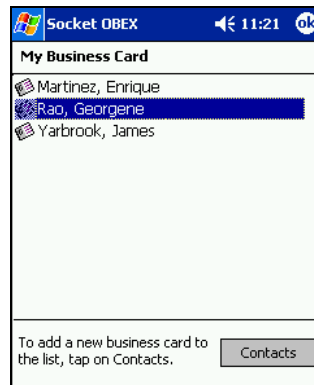 Socket OBEX 11:21 ok
My Business Card
Martinez, Enrique
Rao, Georgene
Yarbrook, James
To add a new business card to
the list, tap on Contacts.
Contacts